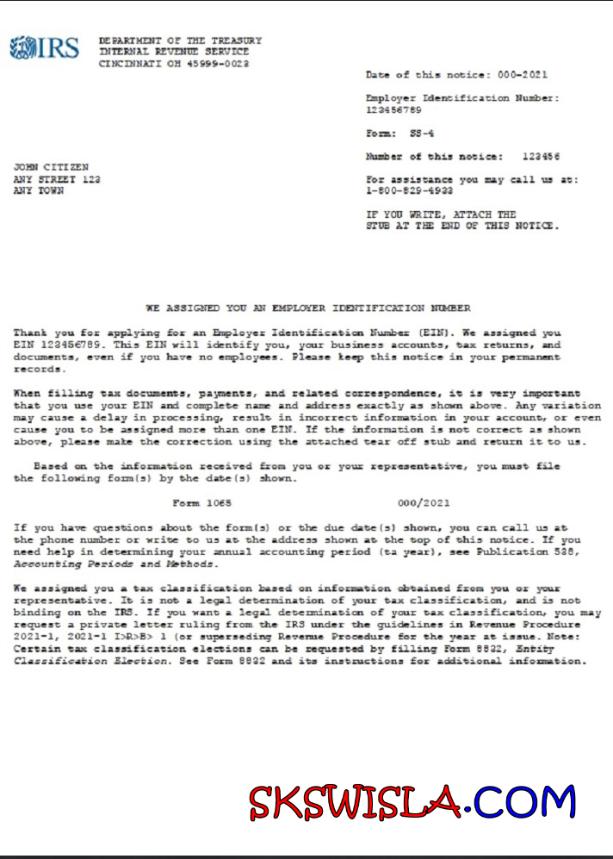 IRS
DEPARTMENT OF THE TREASURY
INTERNAL REVENUE SERVICE
CINCINNATI OH 45999-0023
Date of this notice: 000-2021
Employer Identification Number:
123456789
Form: SS-4
Number of this notice: 123456
JOHN CITIZEN
ANY STREET 123
ANY TOWN
For assistance you may call us at:
1-800-829-4933
IF YOU WRITE, ATTACH THE
STUB AT THE END OF THIS NOTICE.
WE ASSIGNED YOU AN EMPLOYER IDENTIFICATION NUMBER
Thank you for applying for an Employer Identification Number (EIN). We assigned you
EIN 123456789. This EIN will identify you, your business accounts, tax returns, and
documents, even if you have no employees. Please keep this notice in your permanent
records.
When filling tax documents, payments, and related correspondence, it is very important
that you use your EIN and complete name and address exactly as shown above. Any variation
may cause a delay in processing, result in incorrect information in your account, or even
cause you to be assigned more than one EIN. If the information is not correct as shown
above, please make the correction using the attached tear off stub and return it to us.
Based on the information received from you or your representative, you must file
the following form(s) by the date(s) shown.
Form 1065 000/2021
If you have questions about the form(s) or the due date(s) shown, you can call us at
the phone number or write to us at the address shown at the top of this notice. If you
need help in determining your annual accounting period (ta year), see Publication 538,
Accounting Periods and Methods.
We assigned you a tax classification based on information obtained from you or your
representative. It is not a legal determination of your tax classification, and is not
binding on the IRS. If you want a legal determination of your tax classification, you may
request a private letter ruling from the IRS under the guidelines in Revenue Procedure
2021-1, 2021-1 I>R>B> 1 (or superseding Revenue Procedure for the year at issue. Note:
Certain tax classification elections can be requested by filling Form 8832, Entity
Classification Election. See Form 8832 and its instructions for additional information.
SKSWISLA.COM